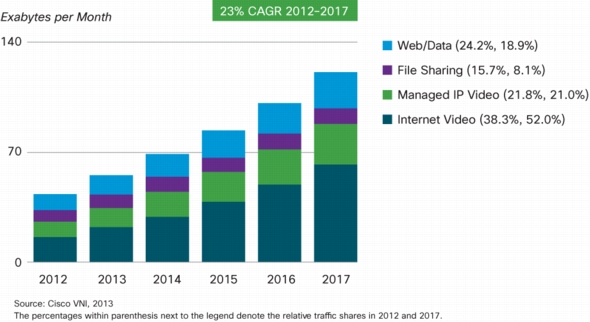 23% CAGR 2012–2017
Exabytes per Month
140
70
0
2012 2013 2014 2015 2016 2017
Web/Data (24.2%, 18.9%)
File Sharing (15.7%, 8.1%)
Managed IP Video (21.8%, 21.0%)
Internet Video (38.3%, 52.0%)
Source: Cisco VNI, 2013
The percentages within parenthesis next to the legend denote the relative traffic shares in 2012 and 2017.